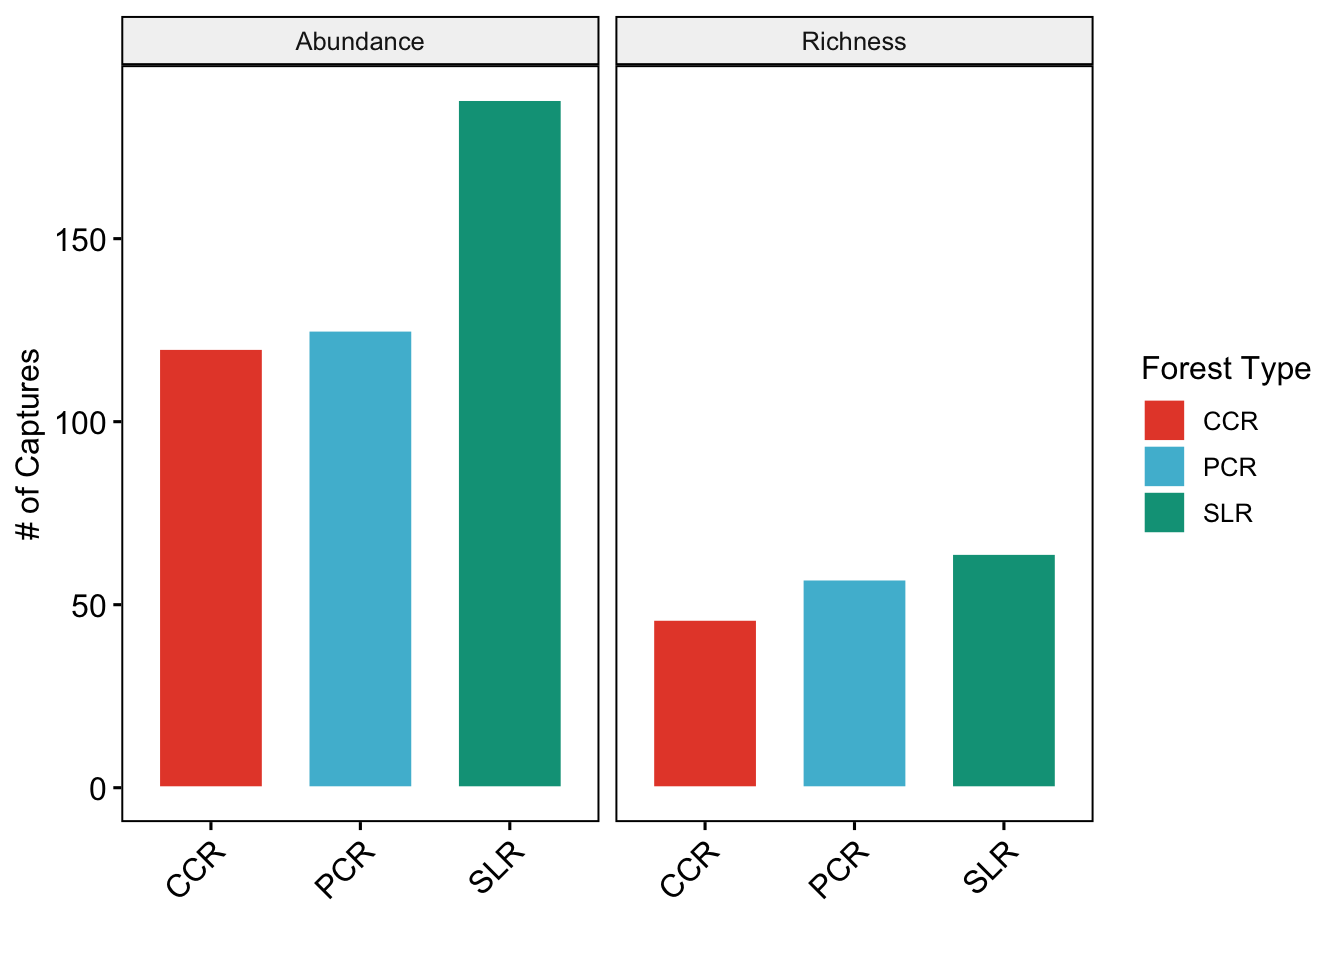 Abundance
Richness
# of Captures
150
100
50
0
CCR
PCR
SLR
CCR
PCR
SLR
Forest Type
CCR
PCR
SLR